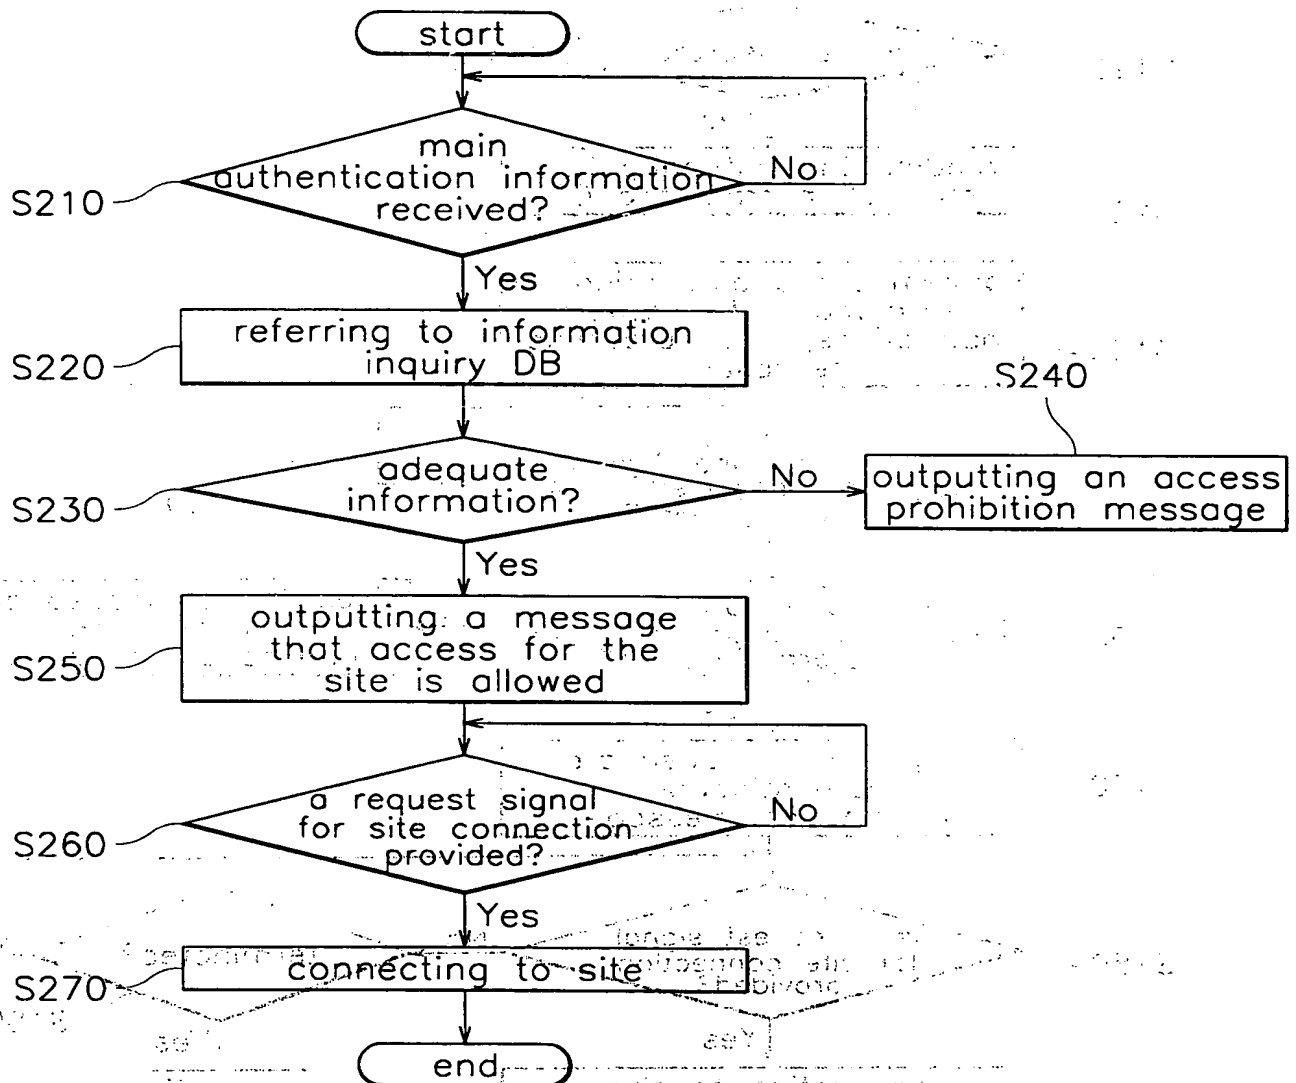 start
main
authentication information
received?
No
S210
Yes
referring to information
inquiry DB
S220
S240
adequate
information?
No
outputting an access
prohibition message
S230
Yes
outputting a message
that access for the
site is allowed
S250
a request signal
for site connection
provided?
No
S260
Yes
connecting to site
S270
end